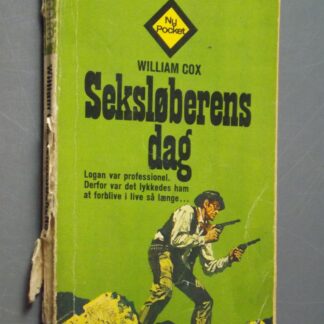 Ny
Pocket
WILLIAM COX
Seksløberens
dag
Logan var professionel.
Derfor var det lykkedes ham
at forblive i live så længe...